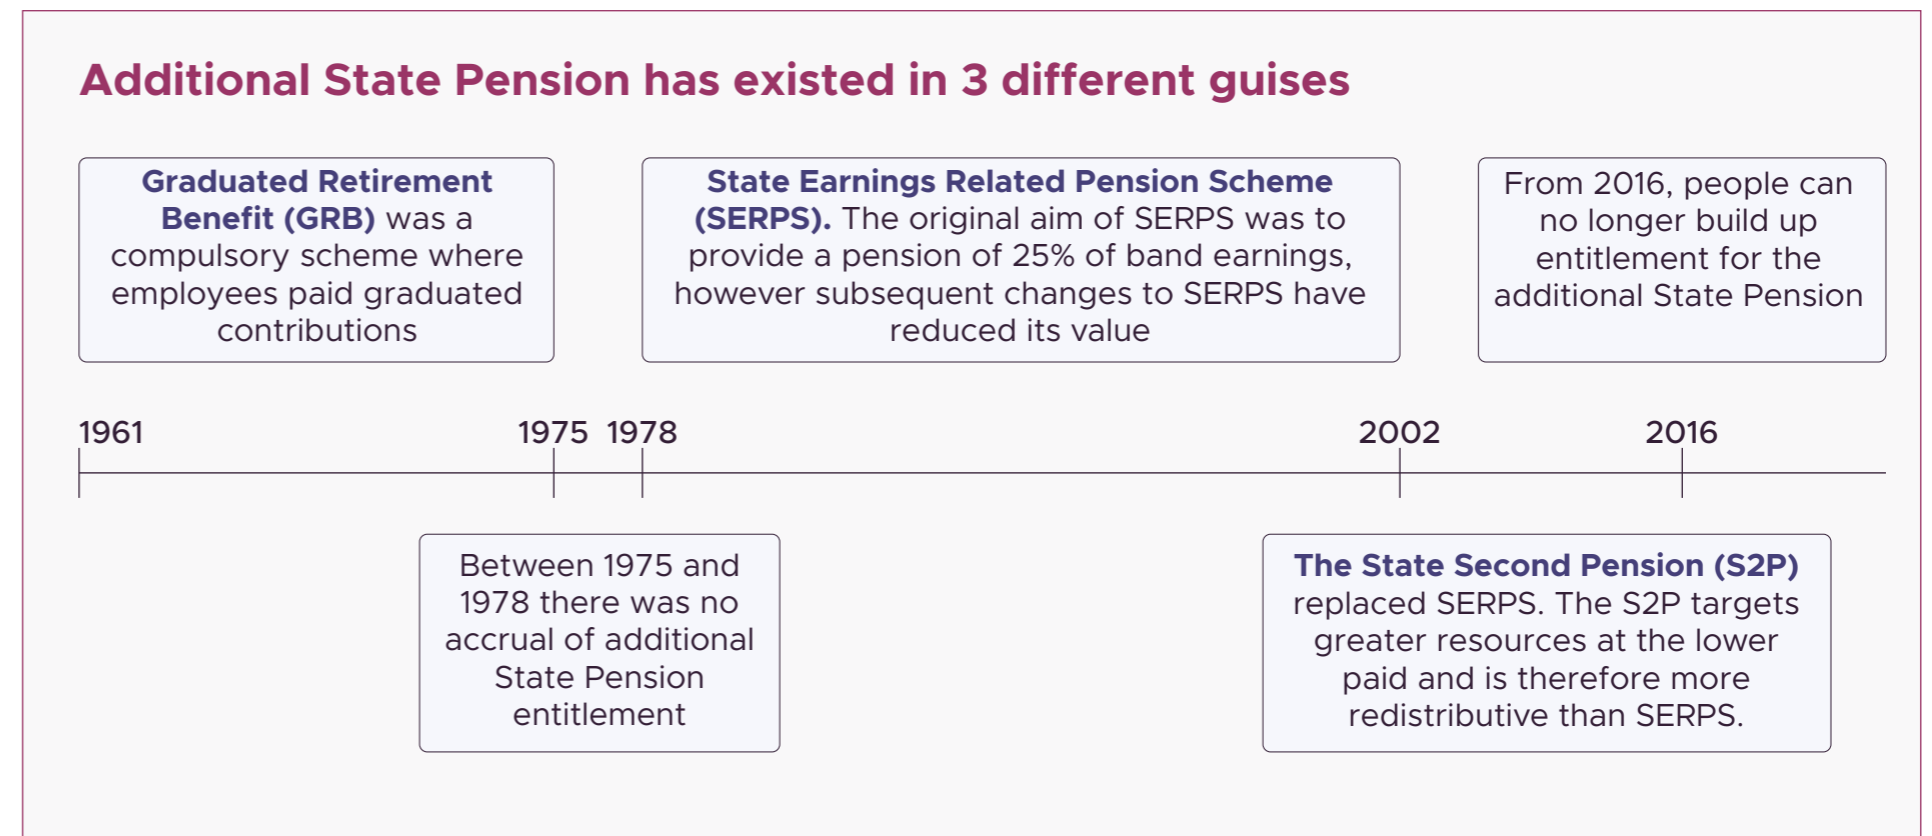 Additional State Pension has existed in 3 different guises
Graduated Retirement
Benefit (GRB) was a
compulsory scheme where
employees paid graduated
contributions
State Earnings Related Pension Scheme
(SERPS). The original aim of SERPS was to
provide a pension of 25% of band earnings,
however subsequent changes to SERPS have
reduced its value
From 2016, people can
no longer build up
entitlement for the
additional State Pension
1961
1975
1978
2002
2016
Between 1975 and
1978 there was no
accrual of additional
State Pension
entitlement
The State Second Pension (S2P)
replaced SERPS. The S2P targets
greater resources at the lower
paid and is therefore more
redistributive than SERPS.